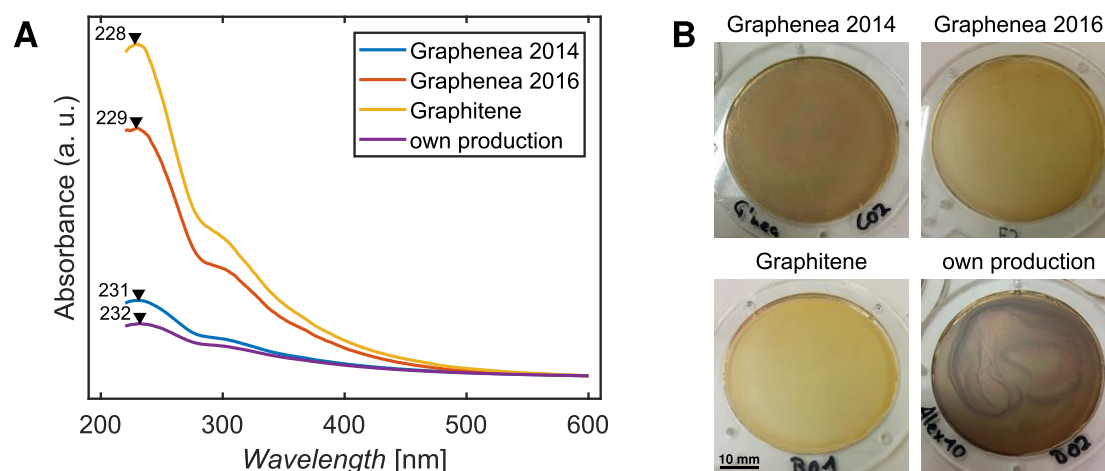 A
228
229
231
232
Graphenea 2014
Graphenea 2016
Graphitene
own production
Absorbance (a. u.)
200
300
400
500
600
Wavelength [nm]
B
Graphenea 2014
Graphenea 2016
G'nea
C02
Graphitene
own production
10 mm
Alex10
D02